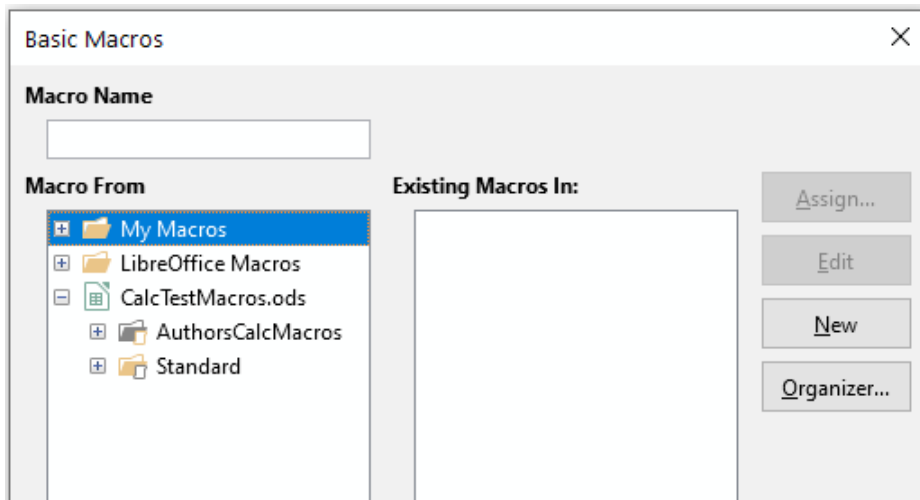 Basic Macros
Macro Name
Macro From
Existing Macros In:
My Macros
LibreOffice Macros
CalcTestMacros.ods
AuthorsCalcMacros
Standard
Assign...
Edit
New
Organizer...